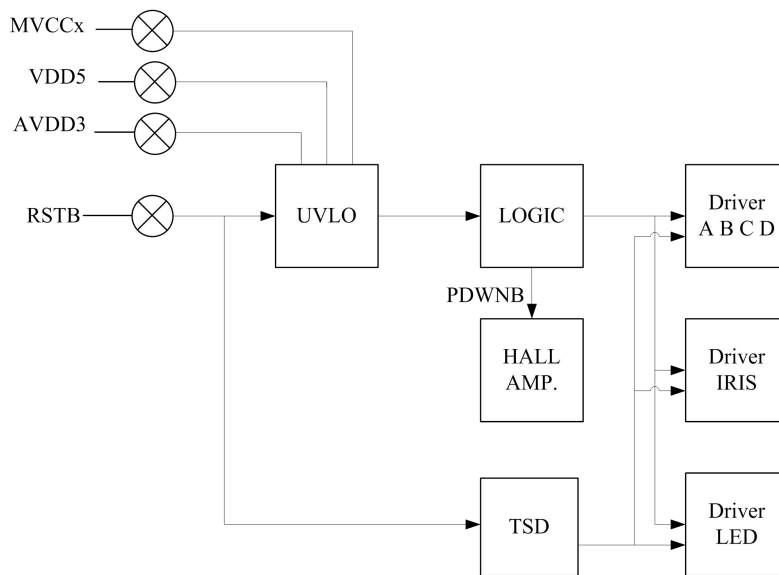 MVCCx
VDD5
AVDD3
RSTB
UVLO
LOGIC
Driver
A B C D
PDWNB
HALL
AMP.
Driver
IRIS
TSD
Driver
LED